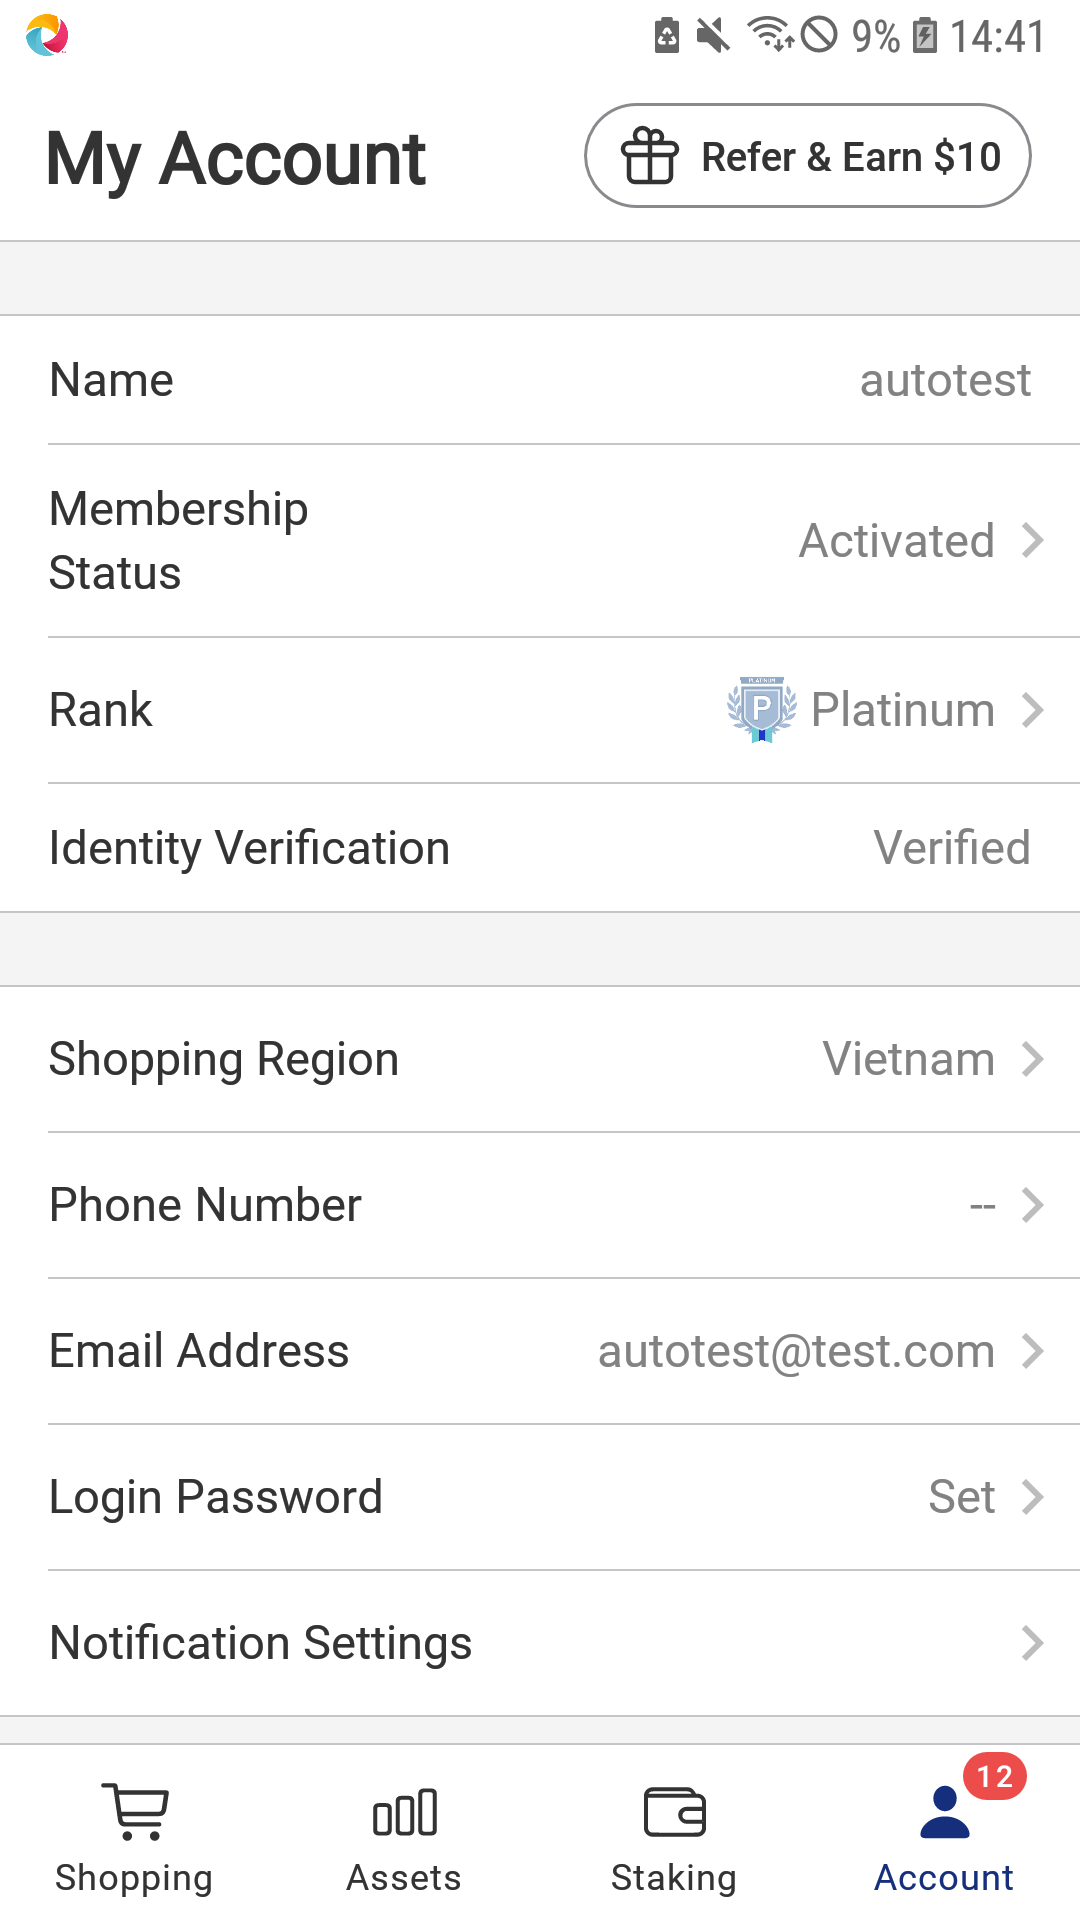 9% 14:41
My Account
Refer & Earn $10
Name
autotest
Membership
Status
Activated
Rank
PLATINUM
P
Platinum
Identity Verification
Verified
Shopping Region
Vietnam
Phone Number
--
Email Address
autotest@test.com
Login Password
Set
Notification Settings
12
Shopping
Assets
Staking
Account